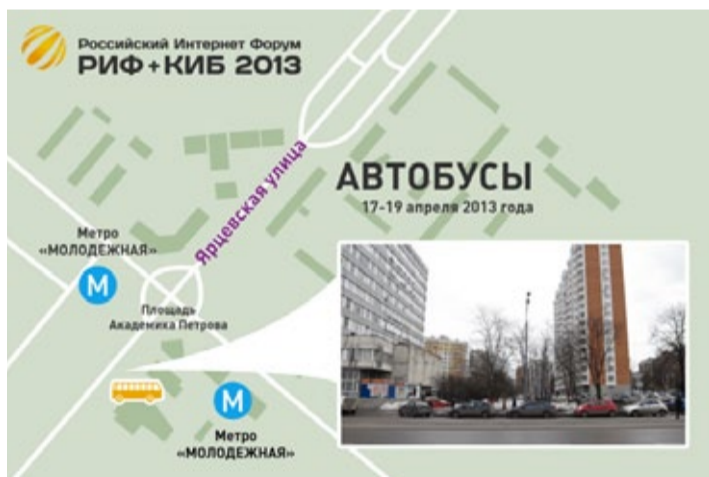 Российский Интернет Форум
РИФ+КИБ 2013
Ярцевская улица
АВТОБУСЫ
17-19 апреля 2013 года
Метро
«МОЛОДЕЖНАЯ»
М
Площадь
Академика Петрова
М
Метро
«МОЛОДЕЖНАЯ»